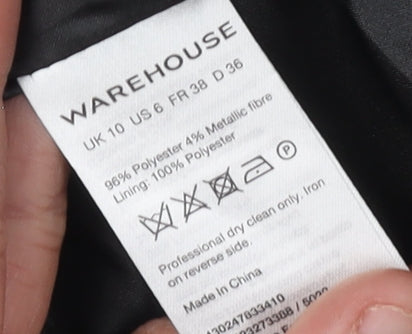 WAREHOUSE
UK 10 US 6 FR 38 D 36
96% Polyester 4% Metallic fibre
Lining: 100% Polyester
P
Professional dry clean only. Iron
on reverse side.
Made in China